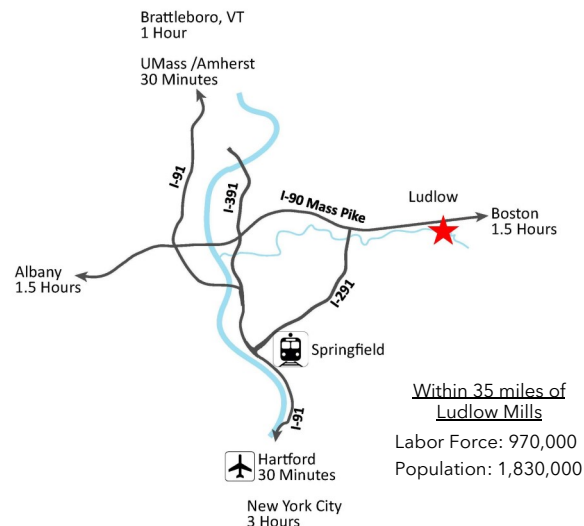 Brattleboro, VT
1 Hour
UMass /Amherst
30 Minutes
I-91
I-391
I-90 Mass Pike
Ludlow
Boston
1.5 Hours
Albany
1.5 Hours
I-291
Springfield
I-91
Hartford
30 Minutes
New York City
3 Hours
Within 35 miles of
Ludlow Mills
Labor Force: 970,000
Population: 1,830,000